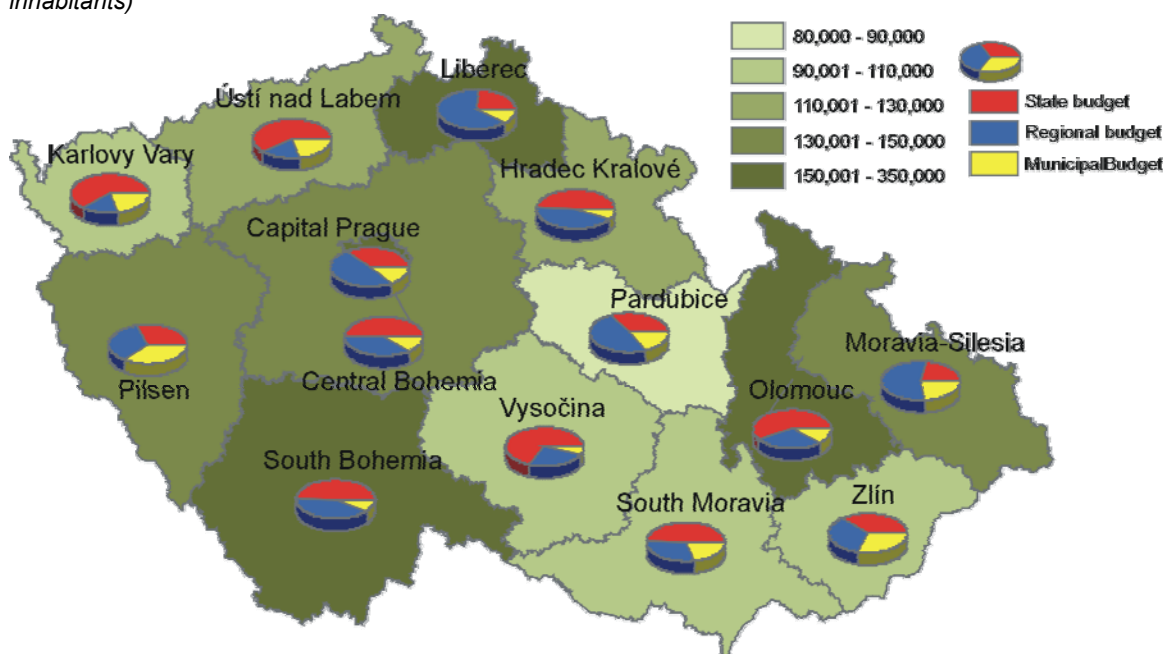 inhabitants)
80,000 - 90,000
90,001 - 110,000
110,001 - 130,000
130,001 - 150,000
150,001 - 350,000
State budget
Regional budget
MunicipalBudget
Liberec
Ústí nad Labem
Karlovy Vary
Hradec Kralové
Capital Prague
Pardubice
Moravia-Silesia
Pilsen
Central Bohemia
Olomouc
Vysočina
South Bohemia
South Moravia
Zlín